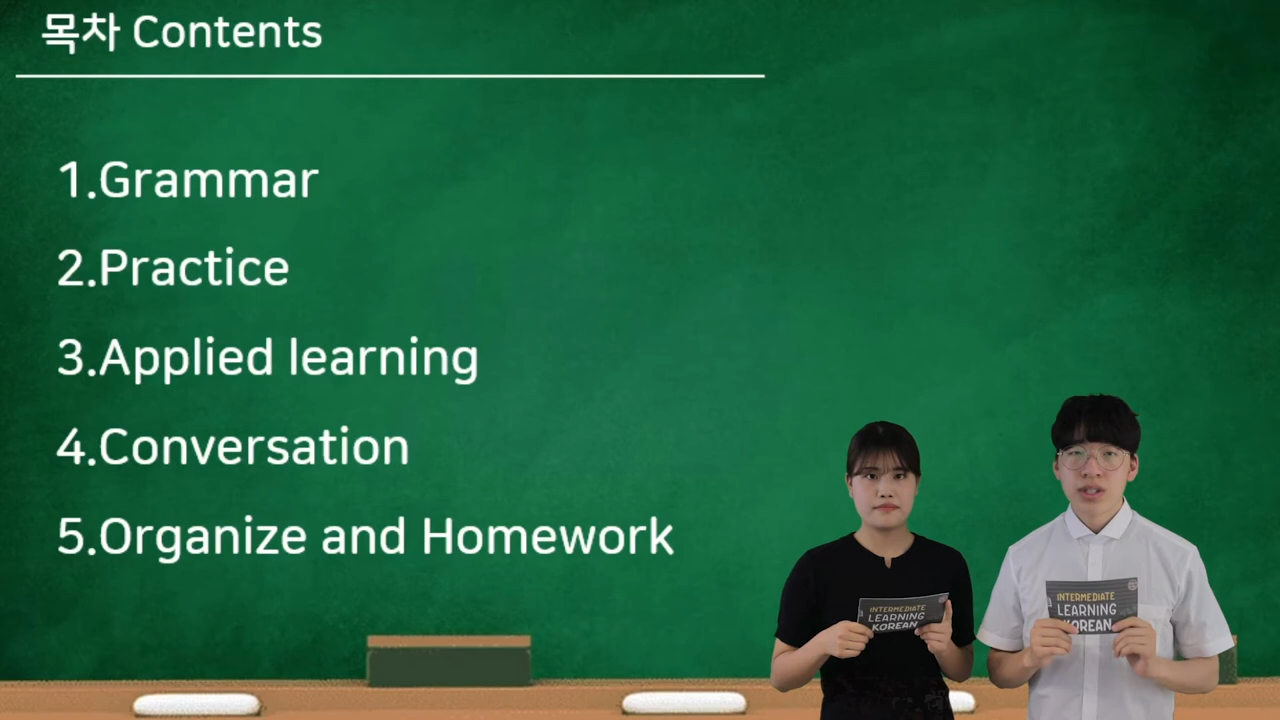 목차 Contents
1.Grammar
2.Practice
3.Applied learning
4.Conversation
5.Organize and Homework
INTERMEDIATE
LEARNING
KOREAN
INTERMEDIATE
LEARNING
KOREAN